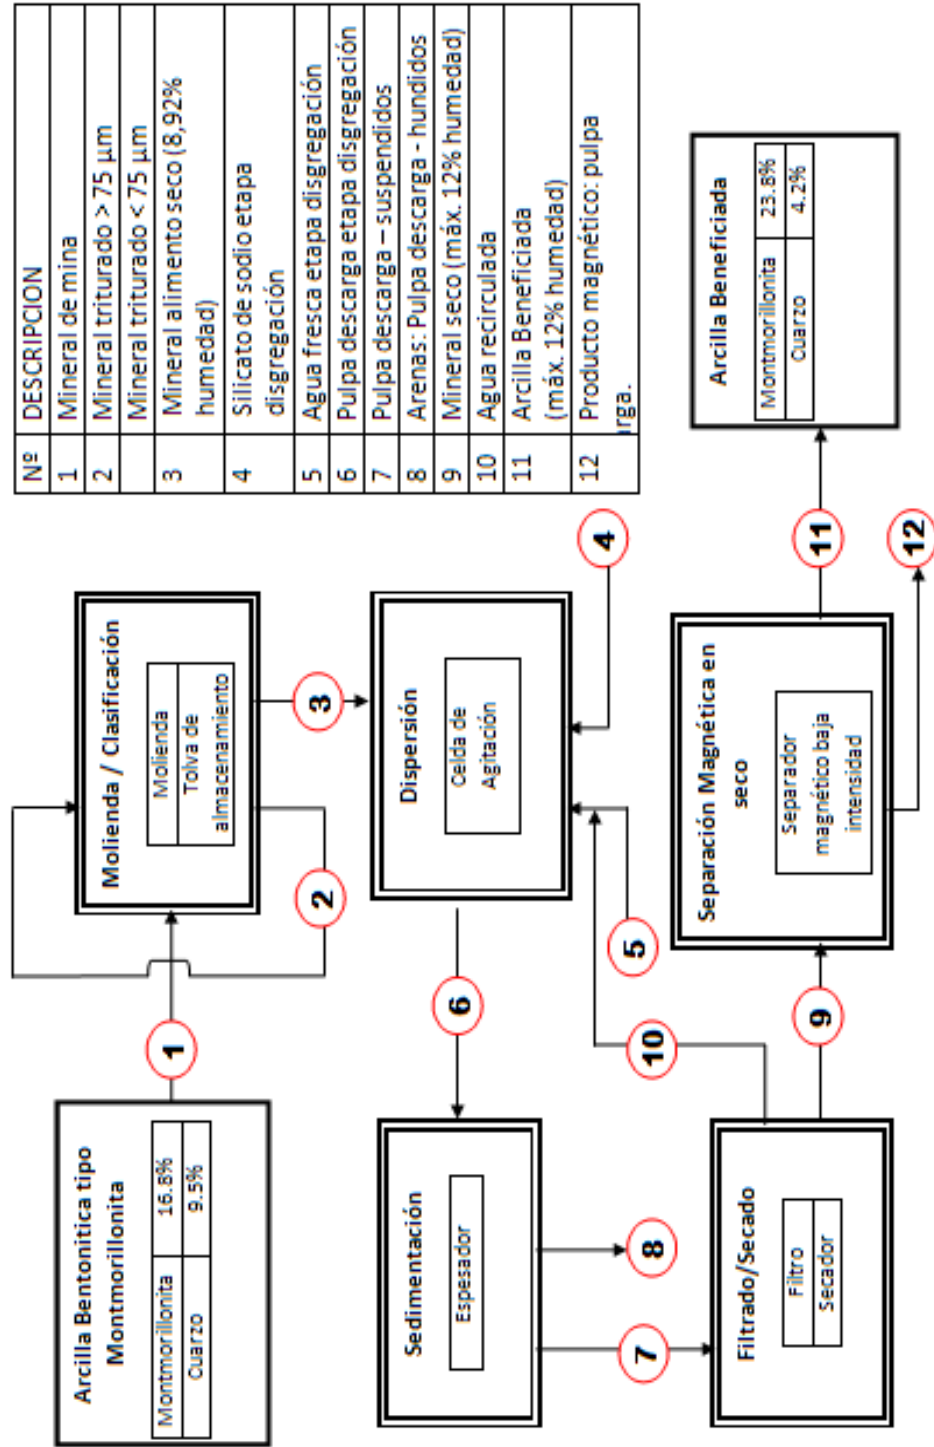 Arcilla Bentonitica tipo
Montmorillonita
Montmorillonita 16.8%
Cuarzo 9.5%
1
Molienda / Clasificación
Molienda
Tolva de
almacenamiento
2
3
Nº DESCRIPCION
1 Mineral de mina
2 Mineral triturado > 75 μm
Mineral triturado < 75 μm
3 Mineral alimento seco (8,92%
humedad)
4 Silicato de sodio etapa
disgregación
5 Agua fresca etapa disgregación
6 Pulpa descarga etapa disgregación
7 Pulpa descarga – suspendidos
8 Arenas: Pulpa descarga - hundidos
9 Mineral seco (máx. 12% humedad)
10 Agua recirculada
11 Arcilla Beneficiada
(máx. 12% humedad)
12 Producto magnético: pulpa
rga.
Sedimentación
Espesador
6
Dispersión
Celda de
Agitación
4
5
7
8
10
Filtrado/Secado
Filtro
Secador
9
Separación Magnética en
seco
Separador
magnético baja
intensidad
11
12
Arcilla Beneficiada
Montmorillonita 23.8%
cuarzo 4.2%